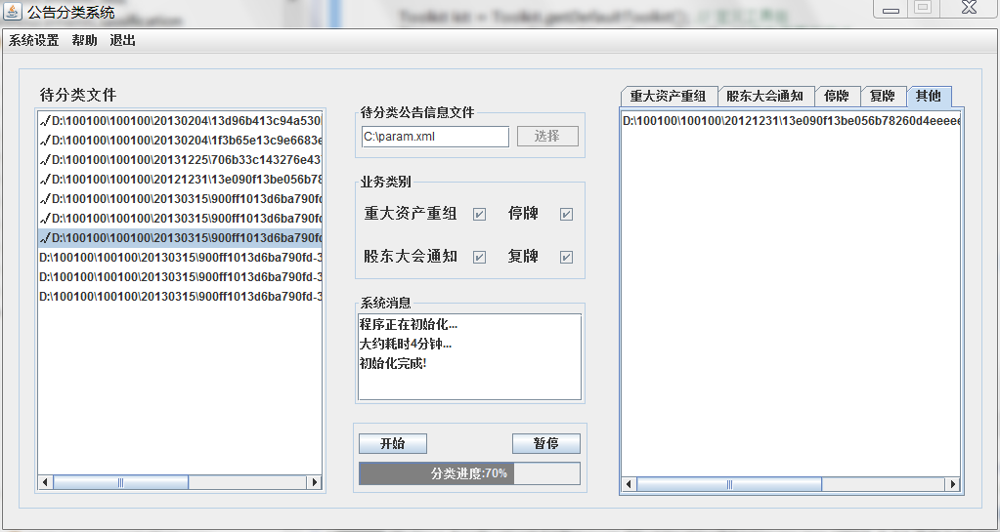 Toolkit kit = Toolkit.getDefaultToolkit(); //
公告分类系统
系统设置 帮助 退出
待分类文件
D:\100100\100100\20130204\13d96b413c94a530
D:\100100\100100\20130204\1f3b65e13c9e6683e
D:\100100\100100\20131225\706b33c143276e43
D:\100100\100100\20121231\13e090f13be056b78
D:\100100\100100\20130315\900ff1013d6ba790fd
D:\100100\100100\20130315\900ff1013d6ba790fd
D:\100100\100100\20130315\900ff1013d6ba790fd
D:\100100\100100\20130315\900ff1013d6ba790fd-3
D:\100100\100100\20130315\900ff1013d6ba790fd-3
D:\100100\100100\20130315\900ff1013d6ba790fd-3
待分类公告信息文件
C:\param.xml 选择
业务类别
重大资产重组 停牌
股东大会通知 复牌
系统消息
程序正在初始化...
大约耗时4分钟...
初始化完成!
开始 暂停
分类进度:70%
重大资产重组 股东大会通知 停牌 复牌 其他
D:\100100\100100\20121231\13e090f13be056b78260d4eeeee